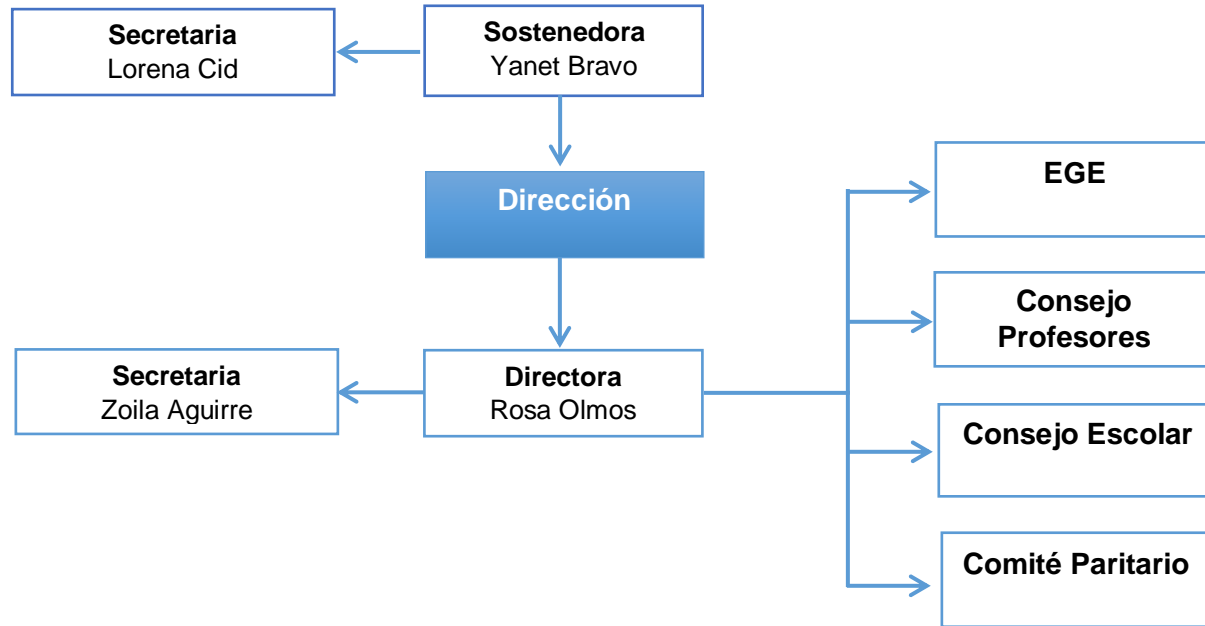 Secretaria
Lorena Cid
Sostenedora
Yanet Bravo
Dirección
EGE
Consejo
Profesores
Secretaria
Zoila Aguirre
Directora
Rosa Olmos
Consejo Escolar
Comité Paritario